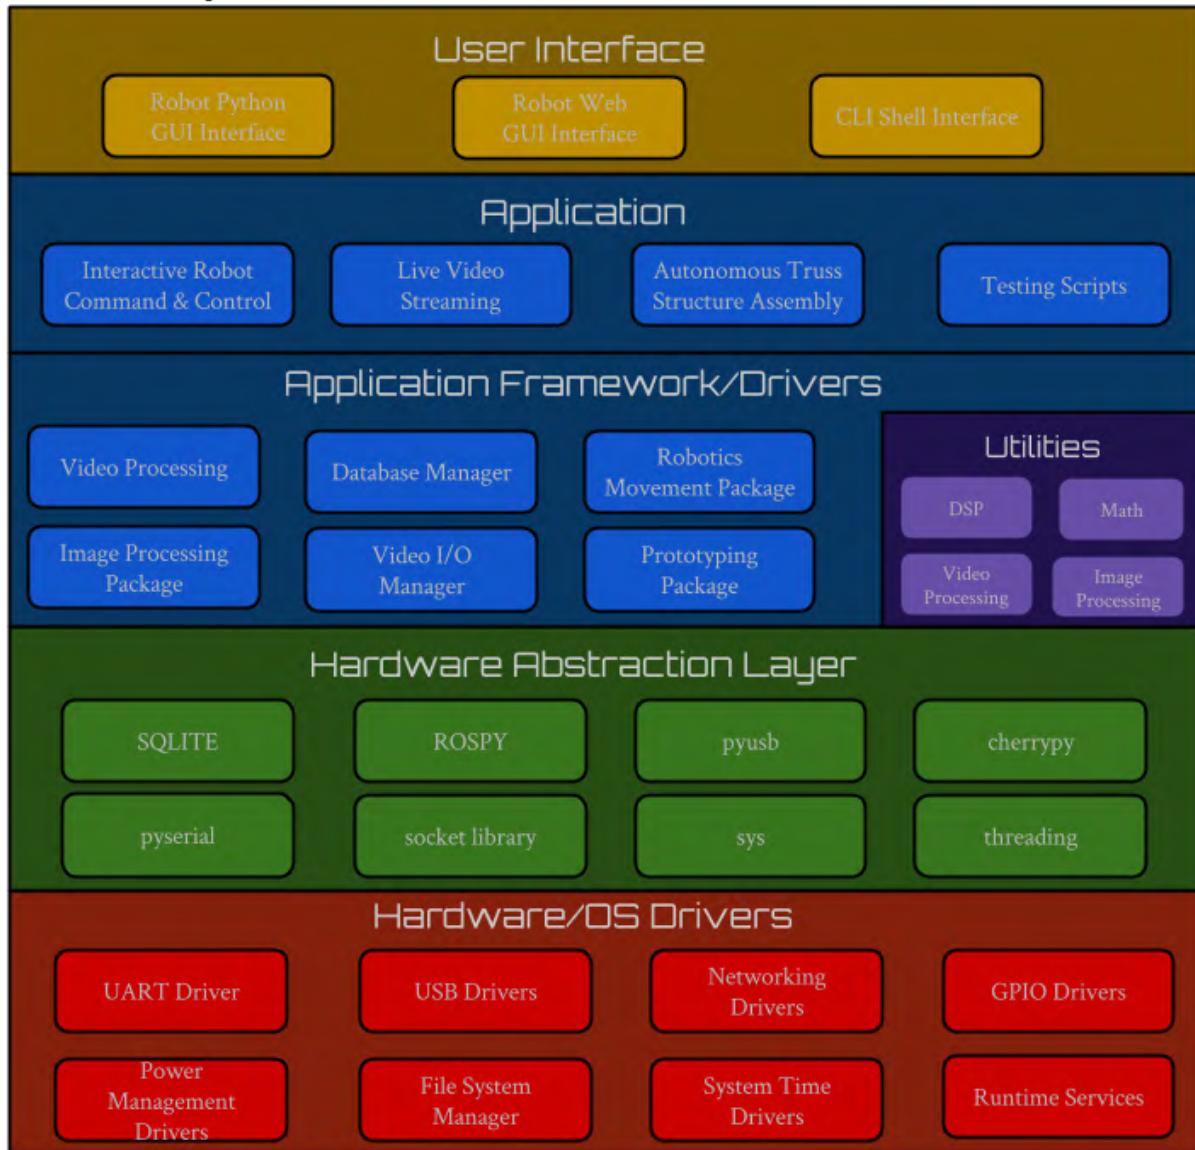 User Interface
Robot Python
GUI Interface
Robot Web
GUI Interface
CLI Shell Interface
Application
Interactive Robot
Command & Control
Live Video
Streaming
Autonomous Truss
Structure Assembly
Testing Scripts
Application Framework/Drivers
Video Processing
Database Manager
Robotics
Movement Package
Image Processing
Package
Video I/O
Manager
Prototyping
Package
Utilities
DSP
Math
Video
Processing
Image
Processing
Hardware Abstraction Layer
SQLITE
ROSPY
pyusb
cherrypy
pyserial
socket library
sys
threading
Hardware/OS Drivers
UART Driver
USB Drivers
Networking
Drivers
GPIO Drivers
Power
Management
Drivers
File System
Manager
System Time
Drivers
Runtime Services